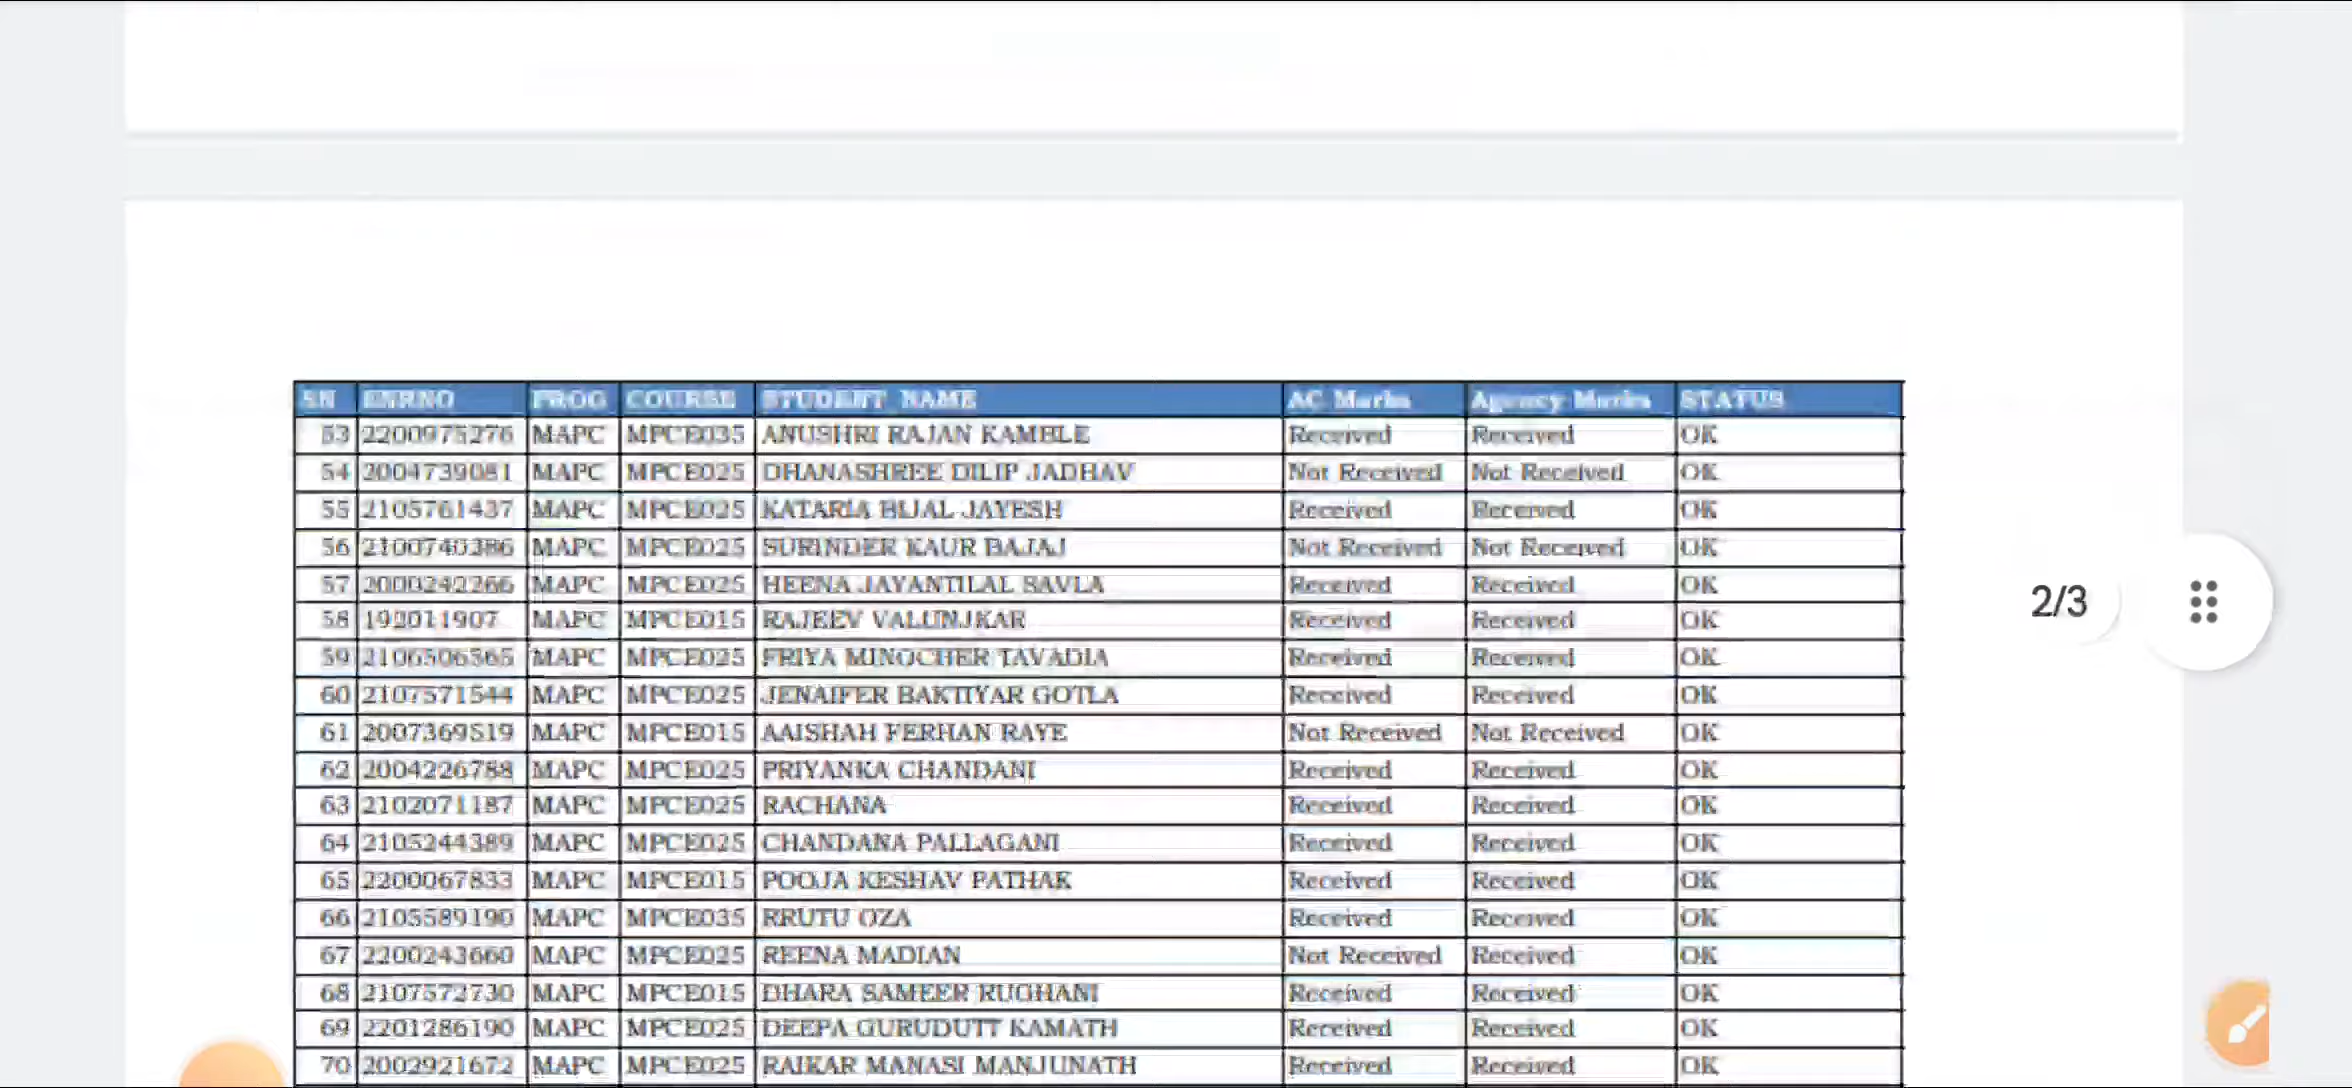 SN ENRNO PROG COURSE STUDENT NAME AC Marks Agency Marks STATUS
53 2200975276 MAPC MPCE035 ANUSHRI RAJAN KAMBLE Received Received OK
54 2004739081 MAPC MPCE025 DHANASHREE DILIP JADHAV Not Received Not Received OK
55 2105761437 MAPC MPCE025 KATARIA BIJAL JAYESH Received Received OK
56 2100740386 MAPC MPCE025 SURINDER KAUR BAJAJ Not Received Not Received OK
57 2000242266 MAPC MPCE025 HEENA JAYANTILAL SAVLA Received Received OK
2/3
58 192011907 MAPC MPCE015 RAJEEV VALUNJKAR Received Received OK
59 2106506565 MAPC MPCE025 FRIYA MINOCHER TAVADIA Received Received OK
60 2107571544 MAPC MPCE025 JENAIFER BAKTIYAR GOTLA Received Received OK
61 2007369519 MAPC MPCE015 AAISHAH FERHAN RAYE Not Received Not Received OK
62 2004226788 MAPC MPCE025 PRIYANKA CHANDANI Received Received OK
63 2102071187 MAPC MPCE025 RACHANA Received Received OK
64 2105244389 MAPC MPCE025 CHANDANA PALLAGANI Received Received OK
65 2200067833 MAPC MPCE015 POOJA KESHAV PATHAK Received Received OK
66 2105589190 MAPC MPCE035 RRUTU OZA Received Received OK
67 2200243660 MAPC MPCE025 REENA MADIAN Not Received Received OK
68 2107572730 MAPC MPCE015 DHARA SAMEER RUGHANI Received Received OK
69 2201286190 MAPC MPCE025 DEEPA GURUDUTT KAMATH Received Received OK
70 2002921672 MAPC MPCE025 RAIKAR MANASI MANJUNATH Received Received OK